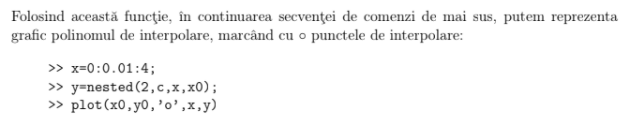 Folosind această funcţie, în continuarea secvenţei de comenzi de mai sus, putem reprezenta
grafic polinomul de interpolare, marcând cu ∘ punctele de interpolare:
>> x=0:0.01:4;
>> y=nested(2,c,x,x0);
>> plot(x0,y0,’o’,x,y)